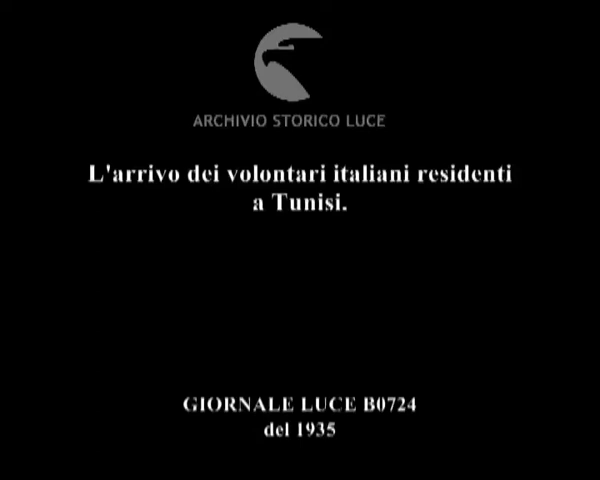 ARCHIVIO STORICO LUCE
L'arrivo dei volontari italiani residenti
a Tunisi.
GIORNALE LUCE B0724
del 1935